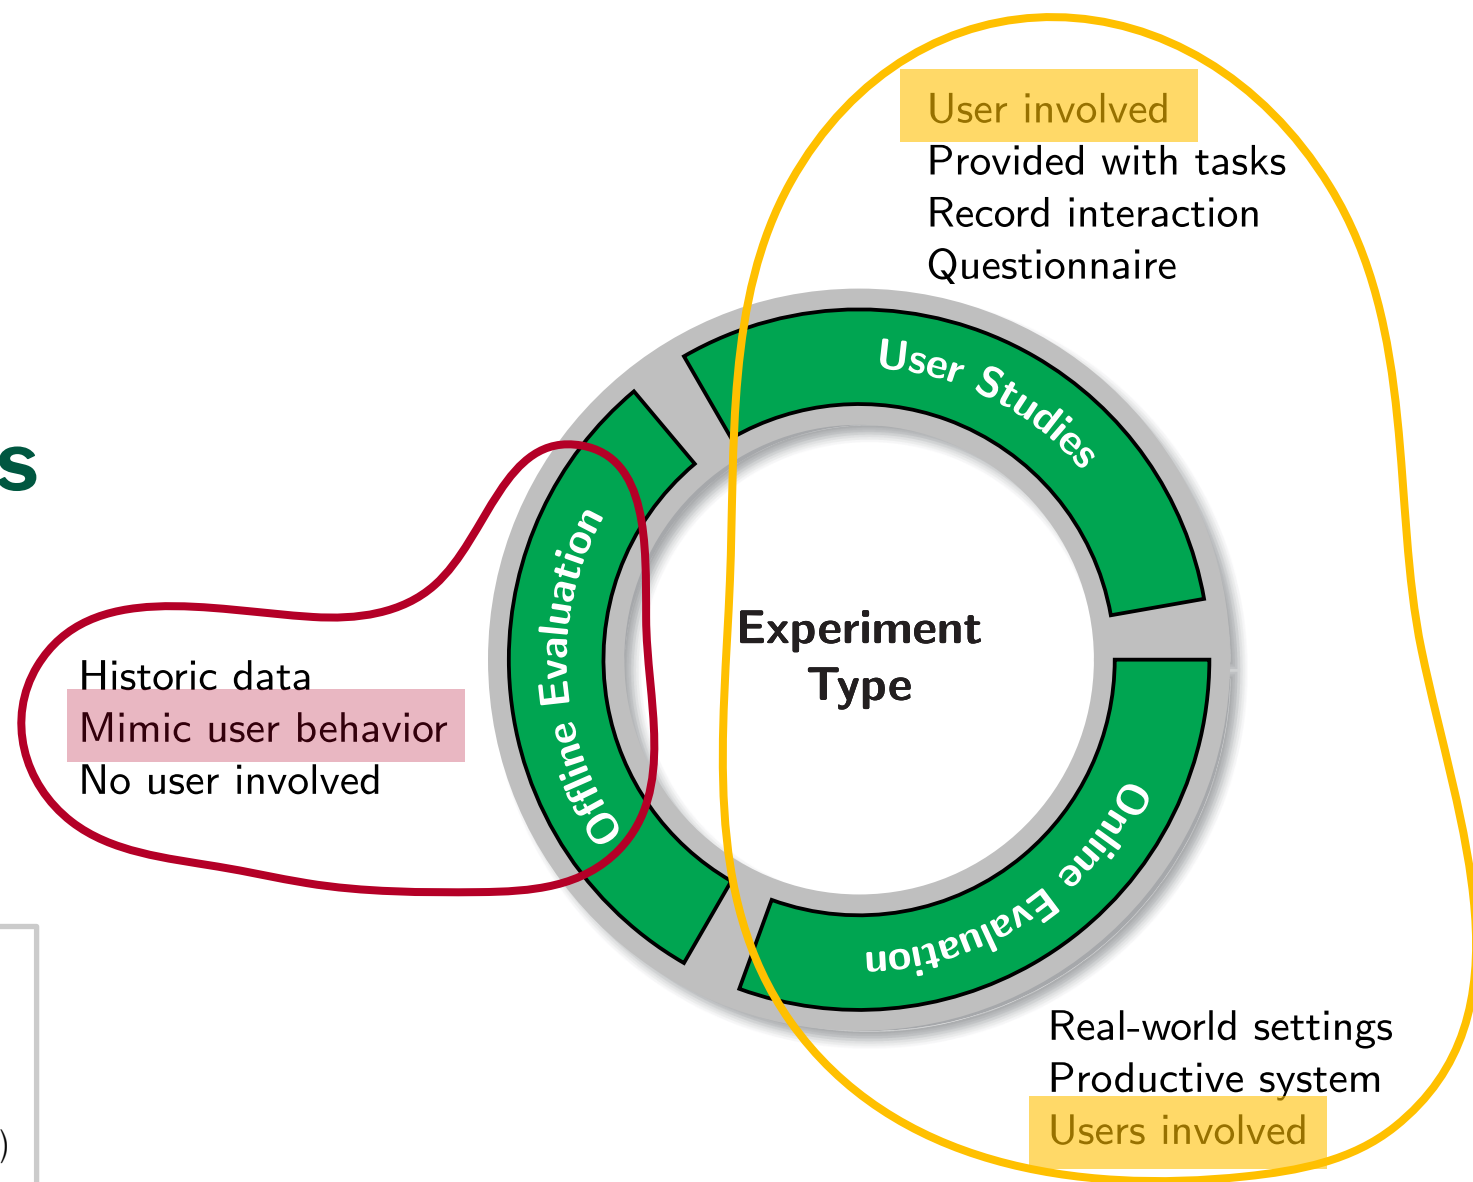 User involved
Provided with tasks
Record interaction
Questionnaire
User Studies
s
Offline Evaluation
Experiment
Type
Historic data
Mimic user behavior
No user involved
Online Evaluation
Real-world settings
Productive system
Users involved
)